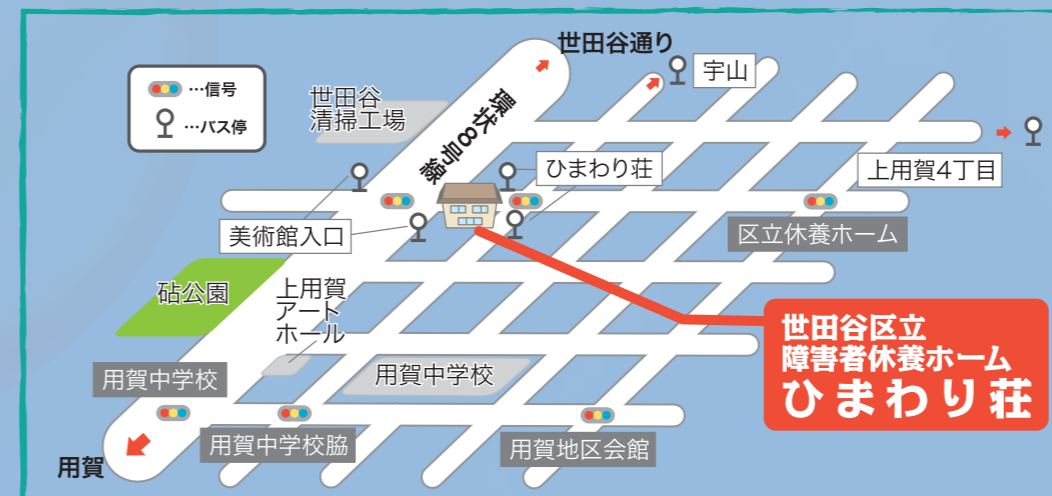 世田谷通り
宇山
…信号
…バス停
世田谷
清掃工場
環状8号線
ひまわり荘
上用賀4丁目
美術館入口
区立休養ホーム
砧公園
上用賀
アート
ホール
世田谷区立
障害者休養ホーム
ひまわり荘
用賀中学校
用賀中学校
用賀中学校脇
用賀地区会館
用賀